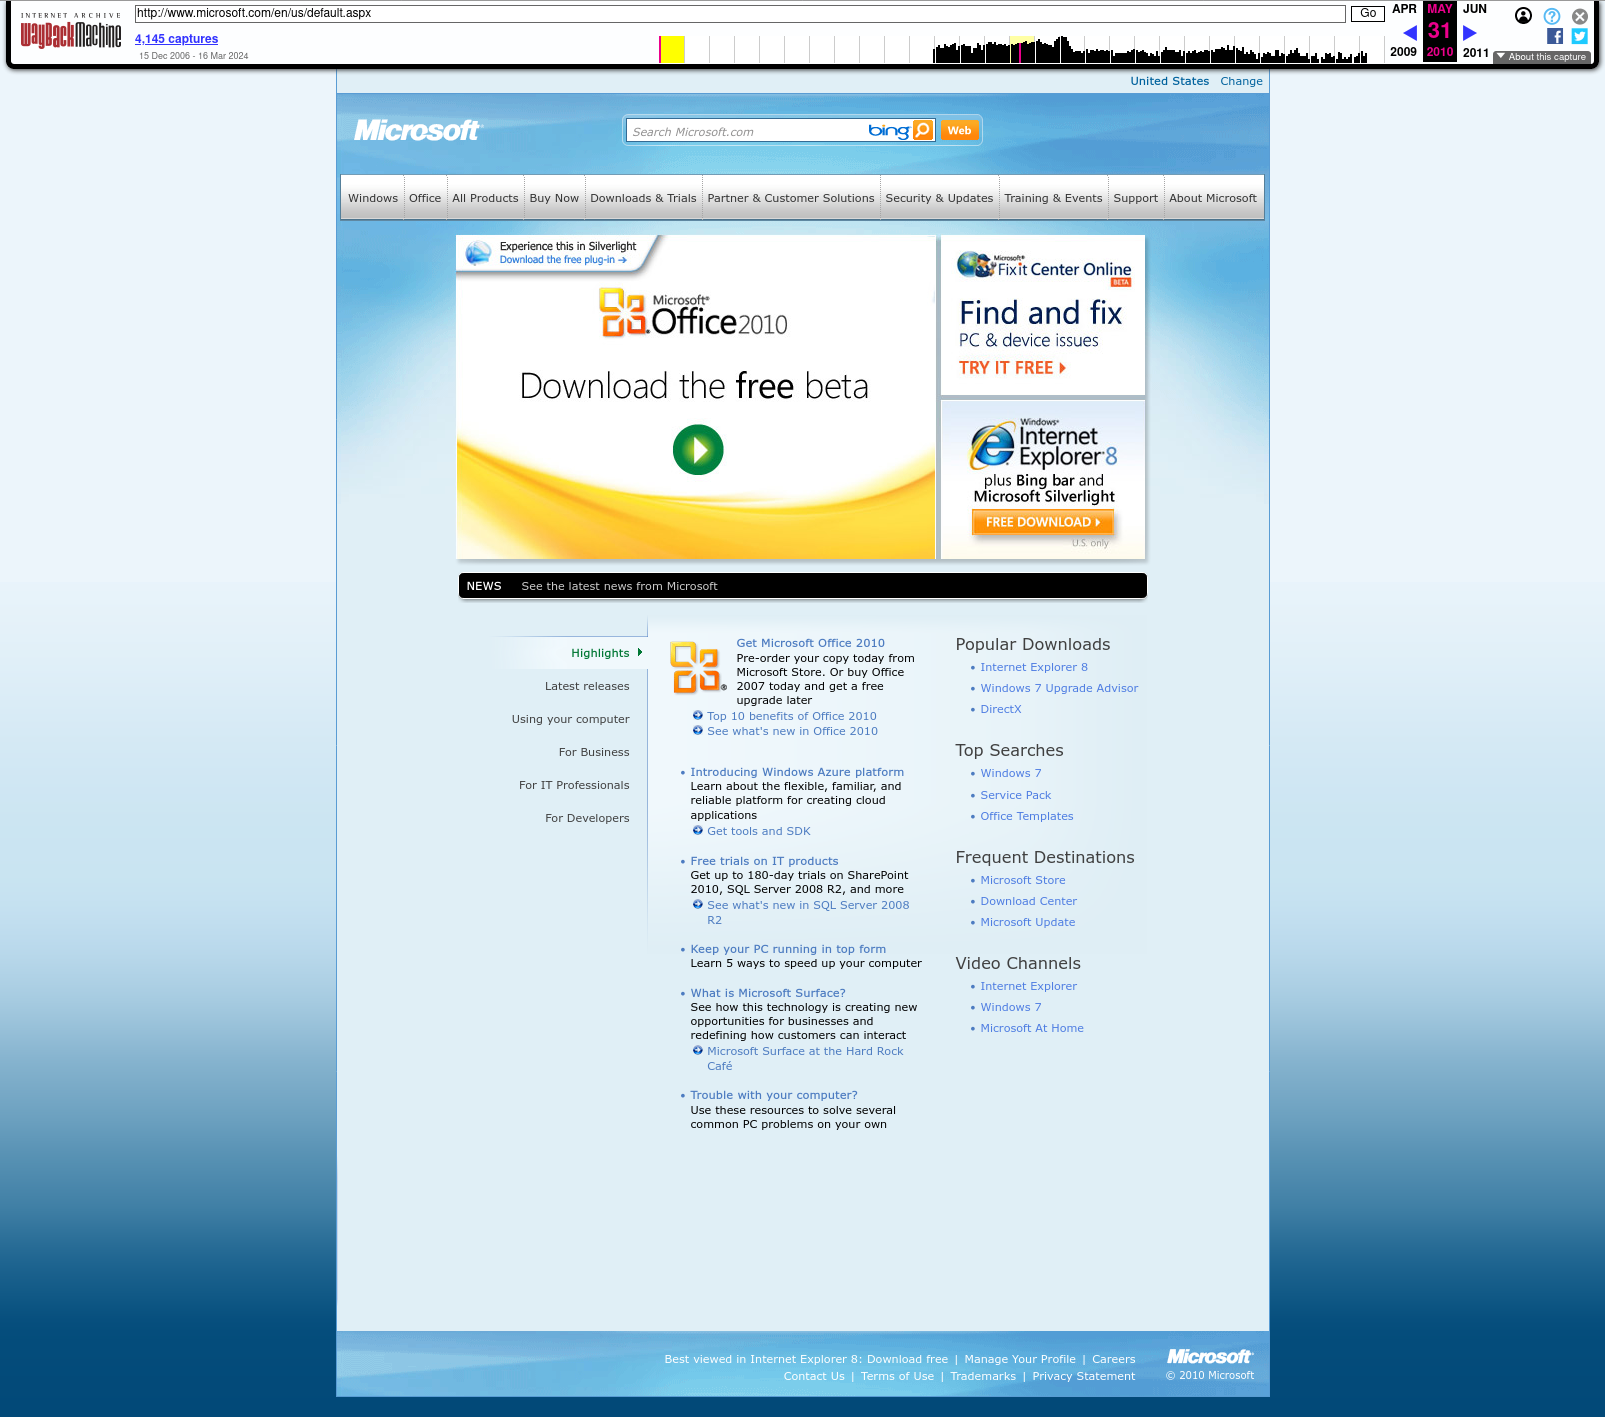 INTERNET ARCHIVE
WayBackMachine
http://www.microsoft.com/en/us/default.aspx
Go
4,145 captures
15 Dec 2006 - 16 Mar 2024
APR MAY JUN
31
2009 2010 2011
About this capture
United States Change
Microsoft
Search Microsoft.com
bing
Web
Windows Office All Products Buy Now Downloads & Trials Partner & Customer Solutions Security & Updates Training & Events Support About Microsoft
Experience this in Silverlight
Download the free plug-in →
Microsoft®
Office2010
Download the free beta
Microsoft®
Fix it Center Online
BETA
Find and fix
PC & device issues
TRY IT FREE
Windows®
Internet
Explorer 8
plus Bing bar and
Microsoft Silverlight
FREE DOWNLOAD
U.S. only
NEWS See the latest news from Microsoft
Highlights
Latest releases
Using your computer
For Business
For IT Professionals
For Developers
Get Microsoft Office 2010
Pre-order your copy today from
Microsoft Store. Or buy Office
2007 today and get a free
upgrade later
Top 10 benefits of Office 2010
See what's new in Office 2010
• Introducing Windows Azure platform
Learn about the flexible, familiar, and
reliable platform for creating cloud
applications
Get tools and SDK
• Free trials on IT products
Get up to 180-day trials on SharePoint
2010, SQL Server 2008 R2, and more
See what's new in SQL Server 2008
R2
• Keep your PC running in top form
Learn 5 ways to speed up your computer
• What is Microsoft Surface?
See how this technology is creating new
opportunities for businesses and
redefining how customers can interact
Microsoft Surface at the Hard Rock
Café
• Trouble with your computer?
Use these resources to solve several
common PC problems on your own
Popular Downloads
• Internet Explorer 8
• Windows 7 Upgrade Advisor
• DirectX
Top Searches
• Windows 7
• Service Pack
• Office Templates
Frequent Destinations
• Microsoft Store
• Download Center
• Microsoft Update
Video Channels
• Internet Explorer
• Windows 7
• Microsoft At Home
Best viewed in Internet Explorer 8: Download free | Manage Your Profile | Careers
Contact Us | Terms of Use | Trademarks | Privacy Statement
Microsoft
© 2010 Microsoft